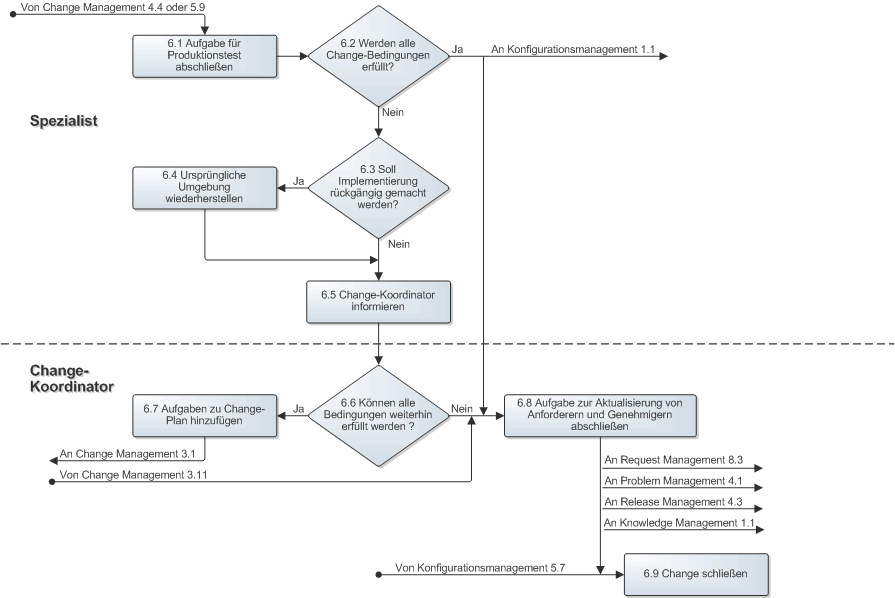 Von Change Management 4.4 oder 5.9
6.1 Aufgabe für
Produktionstest
abschließen
6.2 Werden alle
Change-Bedingungen
erfüllt?
Ja
An Konfigurationsmanagement 1.1
Nein
Spezialist
6.3 Soll
Implementierung
rückgängig gemacht
werden?
Ja
6.4 Ursprüngliche
Umgebung
wiederherstellen
Nein
6.5 Change-Koordinator
informieren
Change-
Koordinator
6.6 Können alle
Bedingungen weiterhin
erfüllt werden ?
Ja
6.7 Aufgaben zu Change-
Plan hinzufügen
Nein
6.8 Aufgabe zur Aktualisierung von
Anforderern und Genehmigern
abschließen
An Change Management 3.1
Von Change Management 3.11
An Request Management 8.3
An Problem Management 4.1
An Release Management 4.3
An Knowledge Management 1.1
Von Konfigurationsmanagement 5.7
6.9 Change schließen